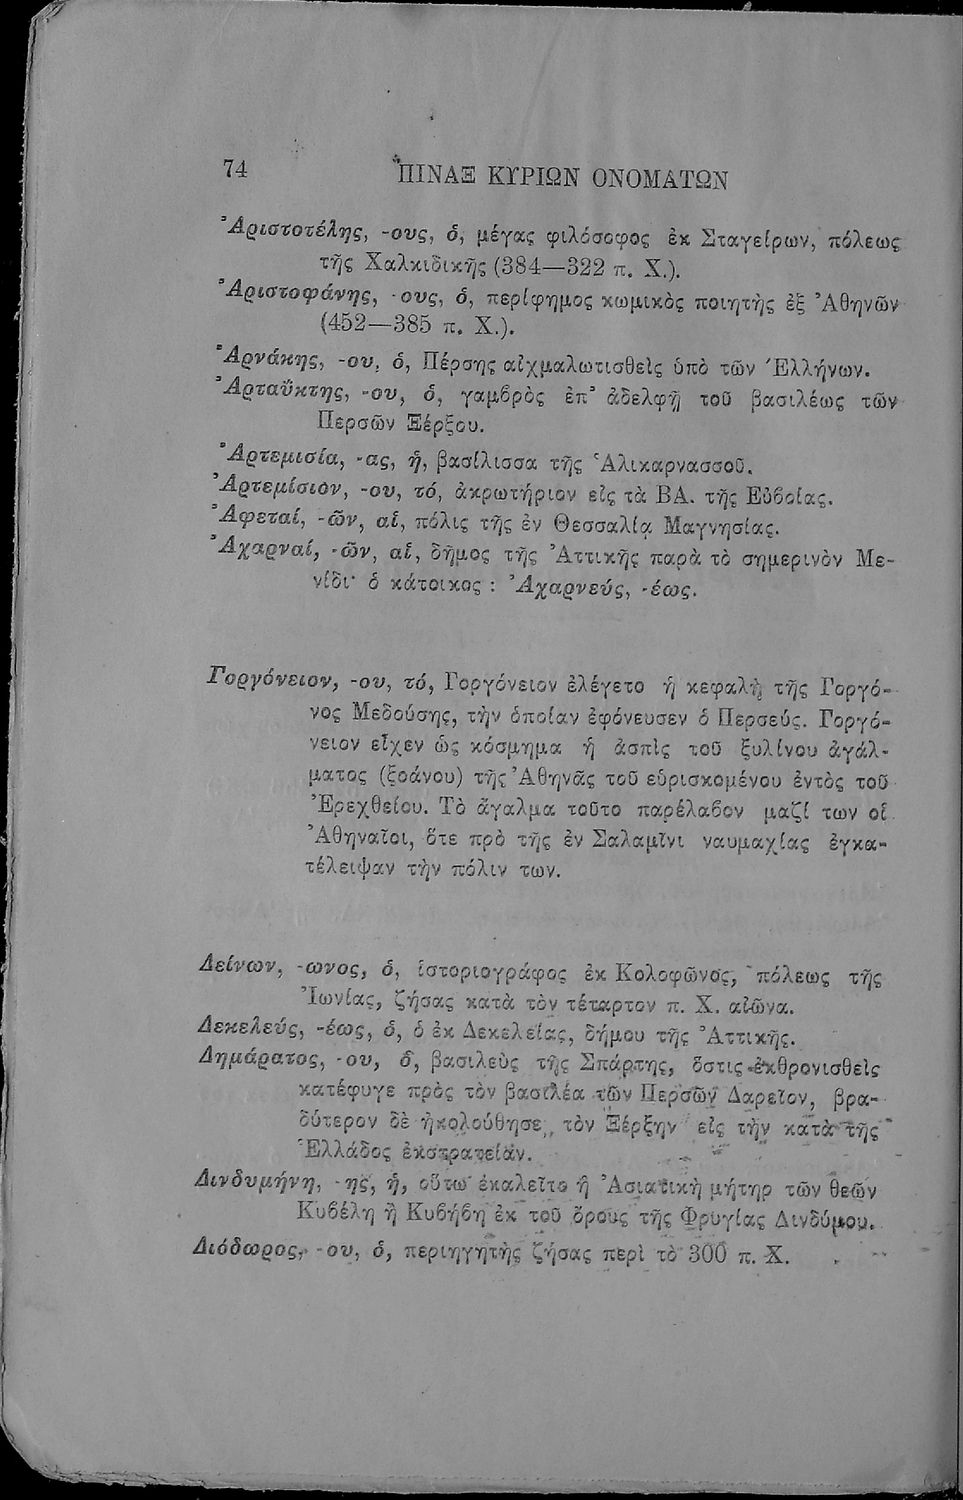 74 ΠΙΝΑΞ ΚΥΡΙΩΝ ΟΝΟΜΑΤΩΝ
Ἀριστοτέλης, -ους, ὁ, μέγας φιλόσοφος ἐκ Σταγείρων, πόλεως
τῆς Χαλκιδικῆς (384—322 π. Χ.).
Ἀριστοφάνης, -ους, ὁ, περίφημος κωμικὸς ποιητὴς ἐξ Ἀθηνῶν
(452—385 π. Χ.).
Ἀρνάκης, -ου, ὁ, Πέρσης αἰχμαλωτισθεὶς ὑπὸ τῶν Ἑλλήνων.
Ἀρταΰκτης, -ου, ὁ, γαμβρὸς ἐπ᾿ ἀδελφῇ τοῦ βασιλέως τῶν
Περσῶν Ξέρξου.
Ἀρτεμισία, -ας, ἡ, βασίλισσα τῆς Ἁλικαρνασσοῦ.
Ἀρτεμίσιον, -ου, τό, ἀκρωτήριον εἰς τὰ ΒΑ. τῆς Εὐβοίας.
Ἀφεταί, -ῶν, αἱ, πόλις τῆς ἐν Θεσσαλίᾳ Μαγνησίας.
Ἀχαρναί, -ῶν, αἱ, δῆμος τῆς Ἀττικῆς παρὰ τὸ σημερινὸν Με-
νίδι· ὁ κάτοικος : Ἀχαρνεύς, -έως.
Γοργόνειον, -ου, τό, Γοργόνειον ἐλέγετο ἡ κεφαλὴ τῆς Γοργό-
νος Μεδούσης, τὴν ὁποίαν ἐφόνευσεν ὁ Περσεύς. Γοργό-
νειον εἶχεν ὡς κόσμημα ἡ ἀσπὶς τοῦ ξυλίνου ἀγάλ-
ματος (ξοάνου) τῆς Ἀθηνᾶς τοῦ εὑρισκομένου ἐντὸς τοῦ
Ἐρεχθείου. Τὸ ἄγαλμα τοῦτο παρέλαβον μαζί των οἱ
Ἀθηναῖοι, ὅτε πρὸ τῆς ἐν Σαλαμῖνι ναυμαχίας ἐγκα-
τέλειψαν τὴν πόλιν των.
Δείνων, -ωνος, ὁ, ἱστοριογράφος ἐκ Κολοφῶνος, πόλεως τῆς
Ἰωνίας, ζήσας κατὰ τὸν τέταρτον π. Χ. αἰῶνα.
Δεκελεύς, -έως, ὁ, ὁ ἐκ Δεκελείας, δήμου τῆς Ἀττικῆς.
Δημάρατος, -ου, ὁ, βασιλεὺς τῆς Σπάρτης, ὅστις ἐκθρονισθεὶς
κατέφυγε πρὸς τὸν βασιλέα τῶν Περσῶν Δαρεῖον, βρα-
δύτερον δὲ ἠκολούθησε τὸν Ξέρξην εἰς τὴν κατὰ τῆς
Ἑλλάδος ἐκστρατείαν.
Δινδυμήνη, -ης, ἡ, οὕτω ἐκαλεῖτο ἡ Ἀσιατικὴ μήτηρ τῶν θεῶν
Κυβέλη ἢ Κυβήβη ἐκ τοῦ ὄρους τῆς Φρυγίας Δινδύμου.
Διόδωρος, -ου, ὁ, περιηγητὴς ζήσας περὶ τὸ 300 π. Χ.